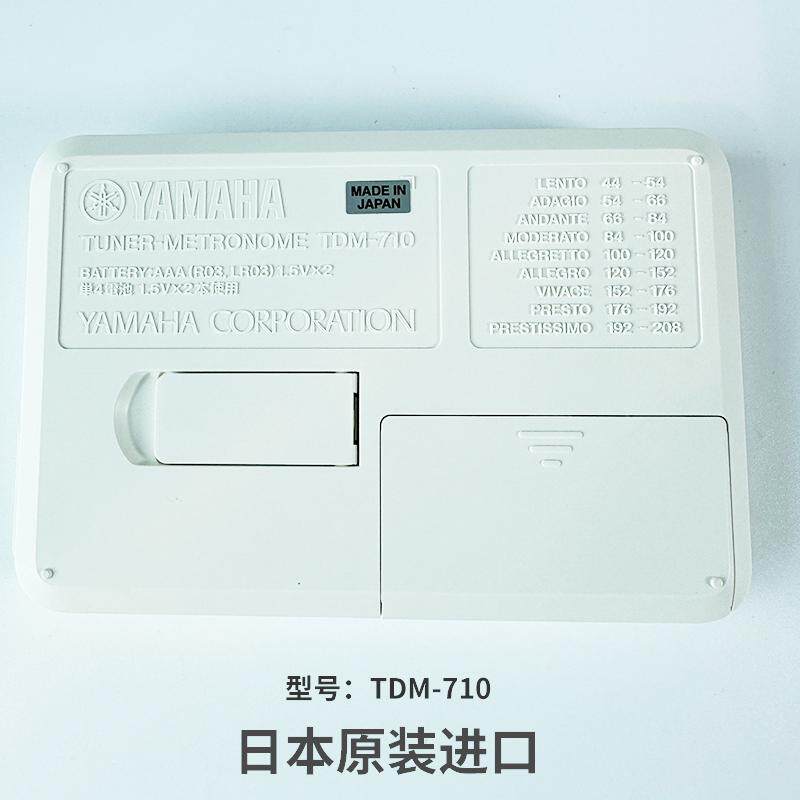 YAMAHA
MADE IN
JAPAN
TUNER-METRONOME TDM-710
BATTERY:AAA (R03, LR03) 1.5V×2
単4電池 1.5V×2本使用
YAMAHA CORPORATION
LENTO 44 -54
ADAGIO 54 -66
ANDANTE 66 -84
MODERATO 84 -100
ALLEGRETTO 100-120
ALLEGRO 120-152
VIVACE 152-176
PRESTO 176-192
PRESTISSIMO 192-208
型号：TDM-710
日本原装进口